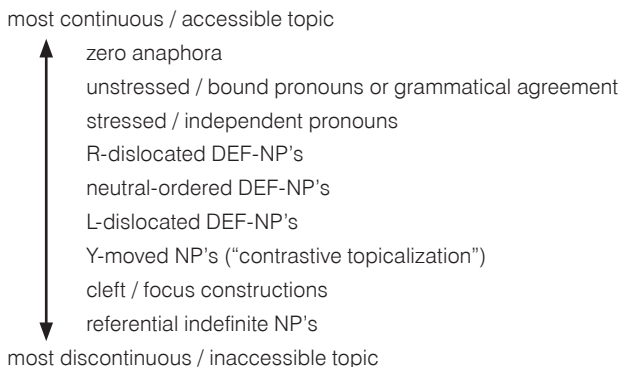 most continuous / accessible topic
zero anaphora
unstressed / bound pronouns or grammatical agreement
stressed / independent pronouns
R-dislocated DEF-NP's
neutral-ordered DEF-NP's
L-dislocated DEF-NP's
Y-moved NP's (“contrastive topicalization”)
cleft / focus constructions
referential indefinite NP's
most discontinuous / inaccessible topic